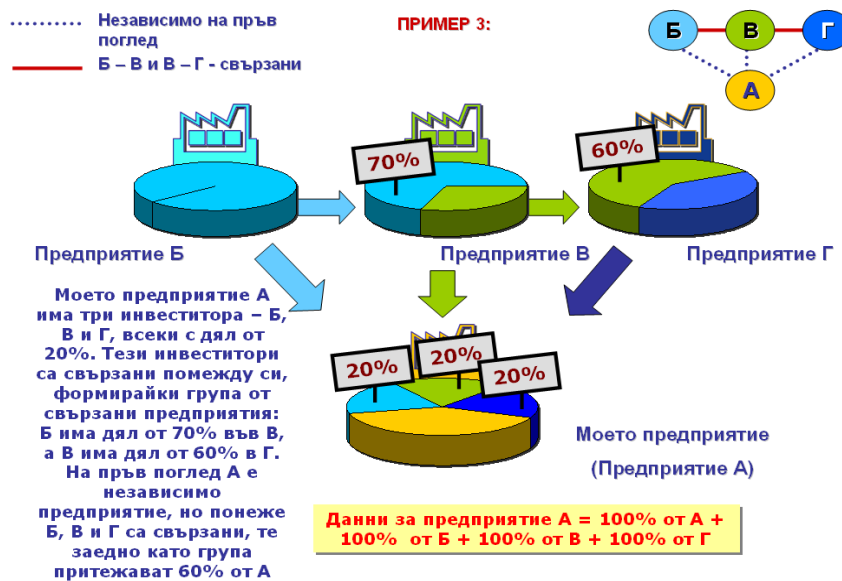 Независимо на пръв
поглед
Б – В и В – Г - свързани
ПРИМЕР 3:
Б
В
Г
А
70%
60%
Предприятие Б
Предприятие В
Предприятие Г
Моето предприятие А
има три инвеститора – Б,
В и Г, всеки с дял от
20%. Тези инвеститори
са свързани помежду си,
формирайки група от
свързани предприятия:
Б има дял от 70% във В,
а В има дял от 60% в Г.
На пръв поглед А е
независимо
предприятие, но понеже
Б, В и Г са свързани, те
заедно като група
притежават 60% от А
20%
20%
20%
Моето предприятие
(Предприятие А)
Данни за предприятие А = 100% от А +
100% от Б + 100% от В + 100% от Г